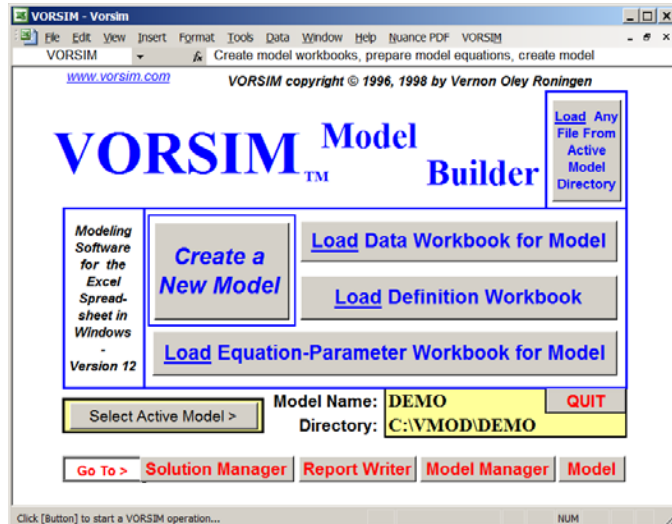 VORSIM - Vorsim
File Edit View Insert Format Tools Data Window Help Nuance PDF VORSIM
VORSIM fx Create model workbooks, prepare model equations, create model
www.vorsim.com VORSIM copyright © 1996, 1998 by Vernon Oley Roningen
VORSIM TM Model Builder
Load Any
File From
Active
Model
Directory
Modeling
Software
for the
Excel
Spread-
sheet in
Windows
-
Version 12
Create a
New Model
Load Data Workbook for Model
Load Definition Workbook
Load Equation-Parameter Workbook for Model
Select Active Model >
Model Name: DEMO QUIT
Directory: C:\VMOD\DEMO
Go To > Solution Manager Report Writer Model Manager Model
Click [Button] to start a VORSIM operation... NUM